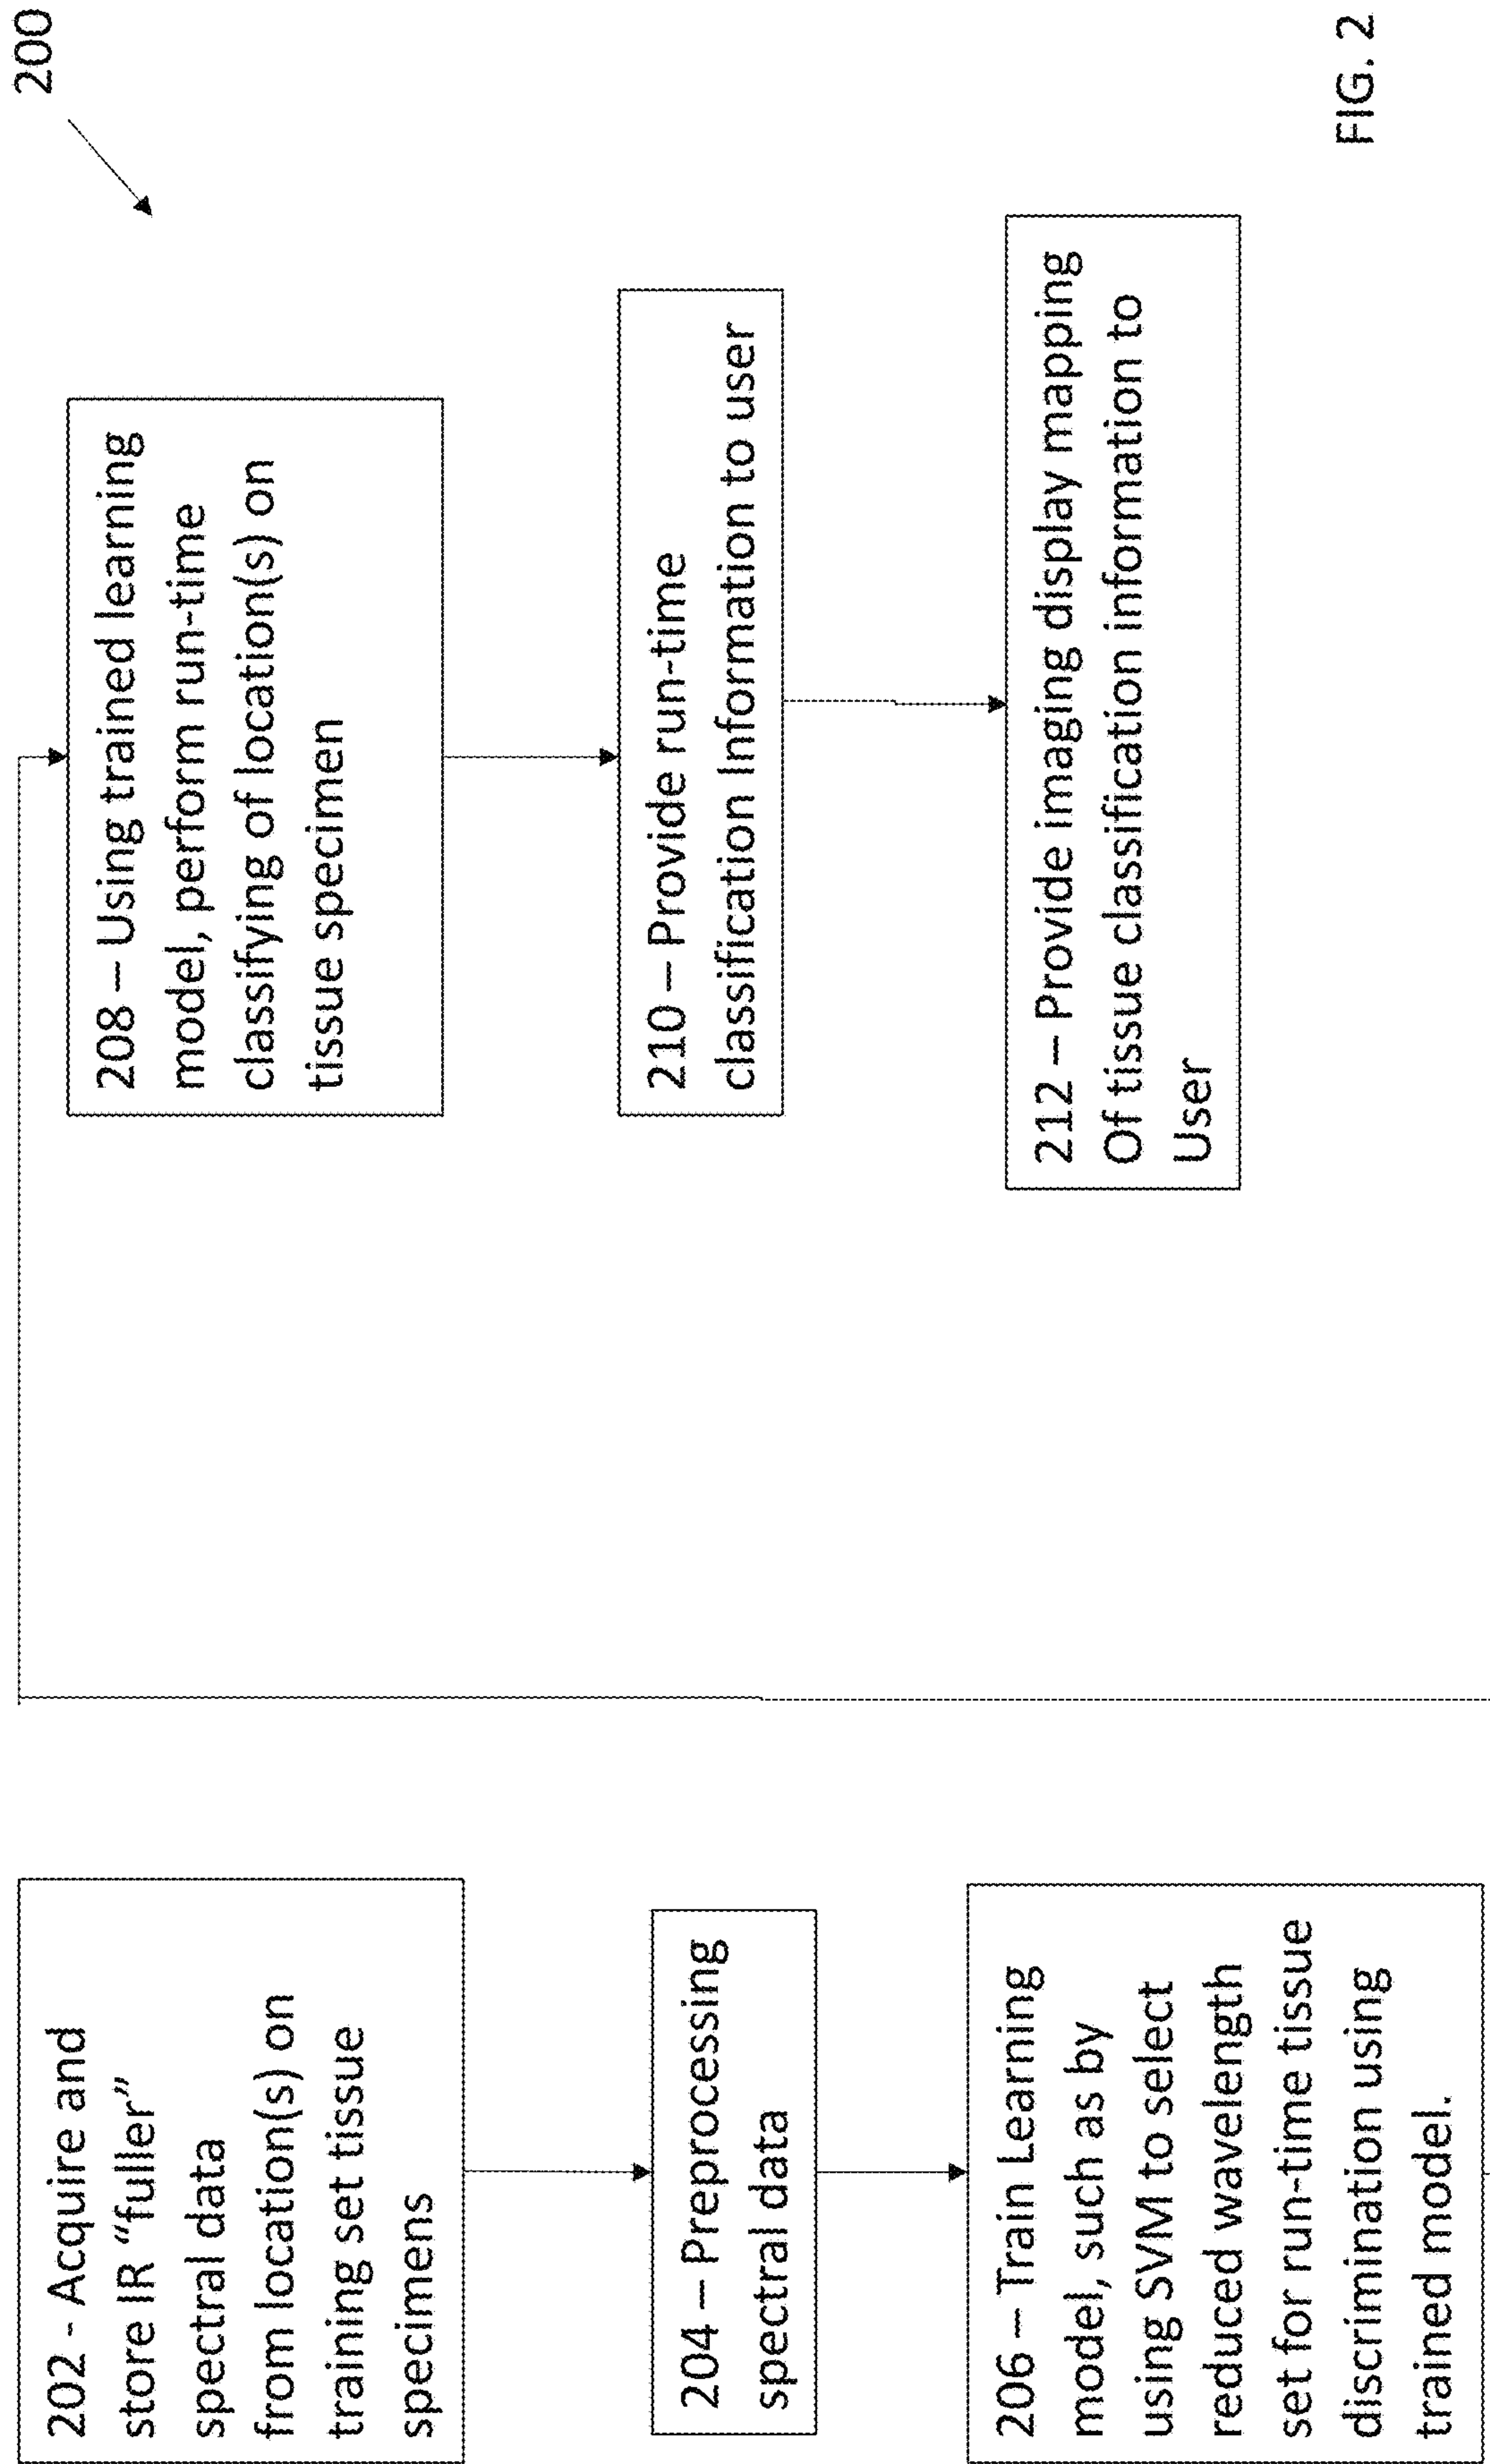 200
202 - Acquire and
store IR “fuller”
spectral data
from location(s) on
training set tissue
specimens
204 – Preprocessing
spectral data
206 – Train Learning
model, such as by
using SVM to select
reduced wavelength
set for run-time tissue
discrimination using
trained model.
208 – Using trained learning
model, perform run-time
classifying of location(s) on
tissue specimen
210 – Provide run-time
classification Information to user
212 – Provide imaging display mapping
Of tissue classification information to
User
FIG. 2